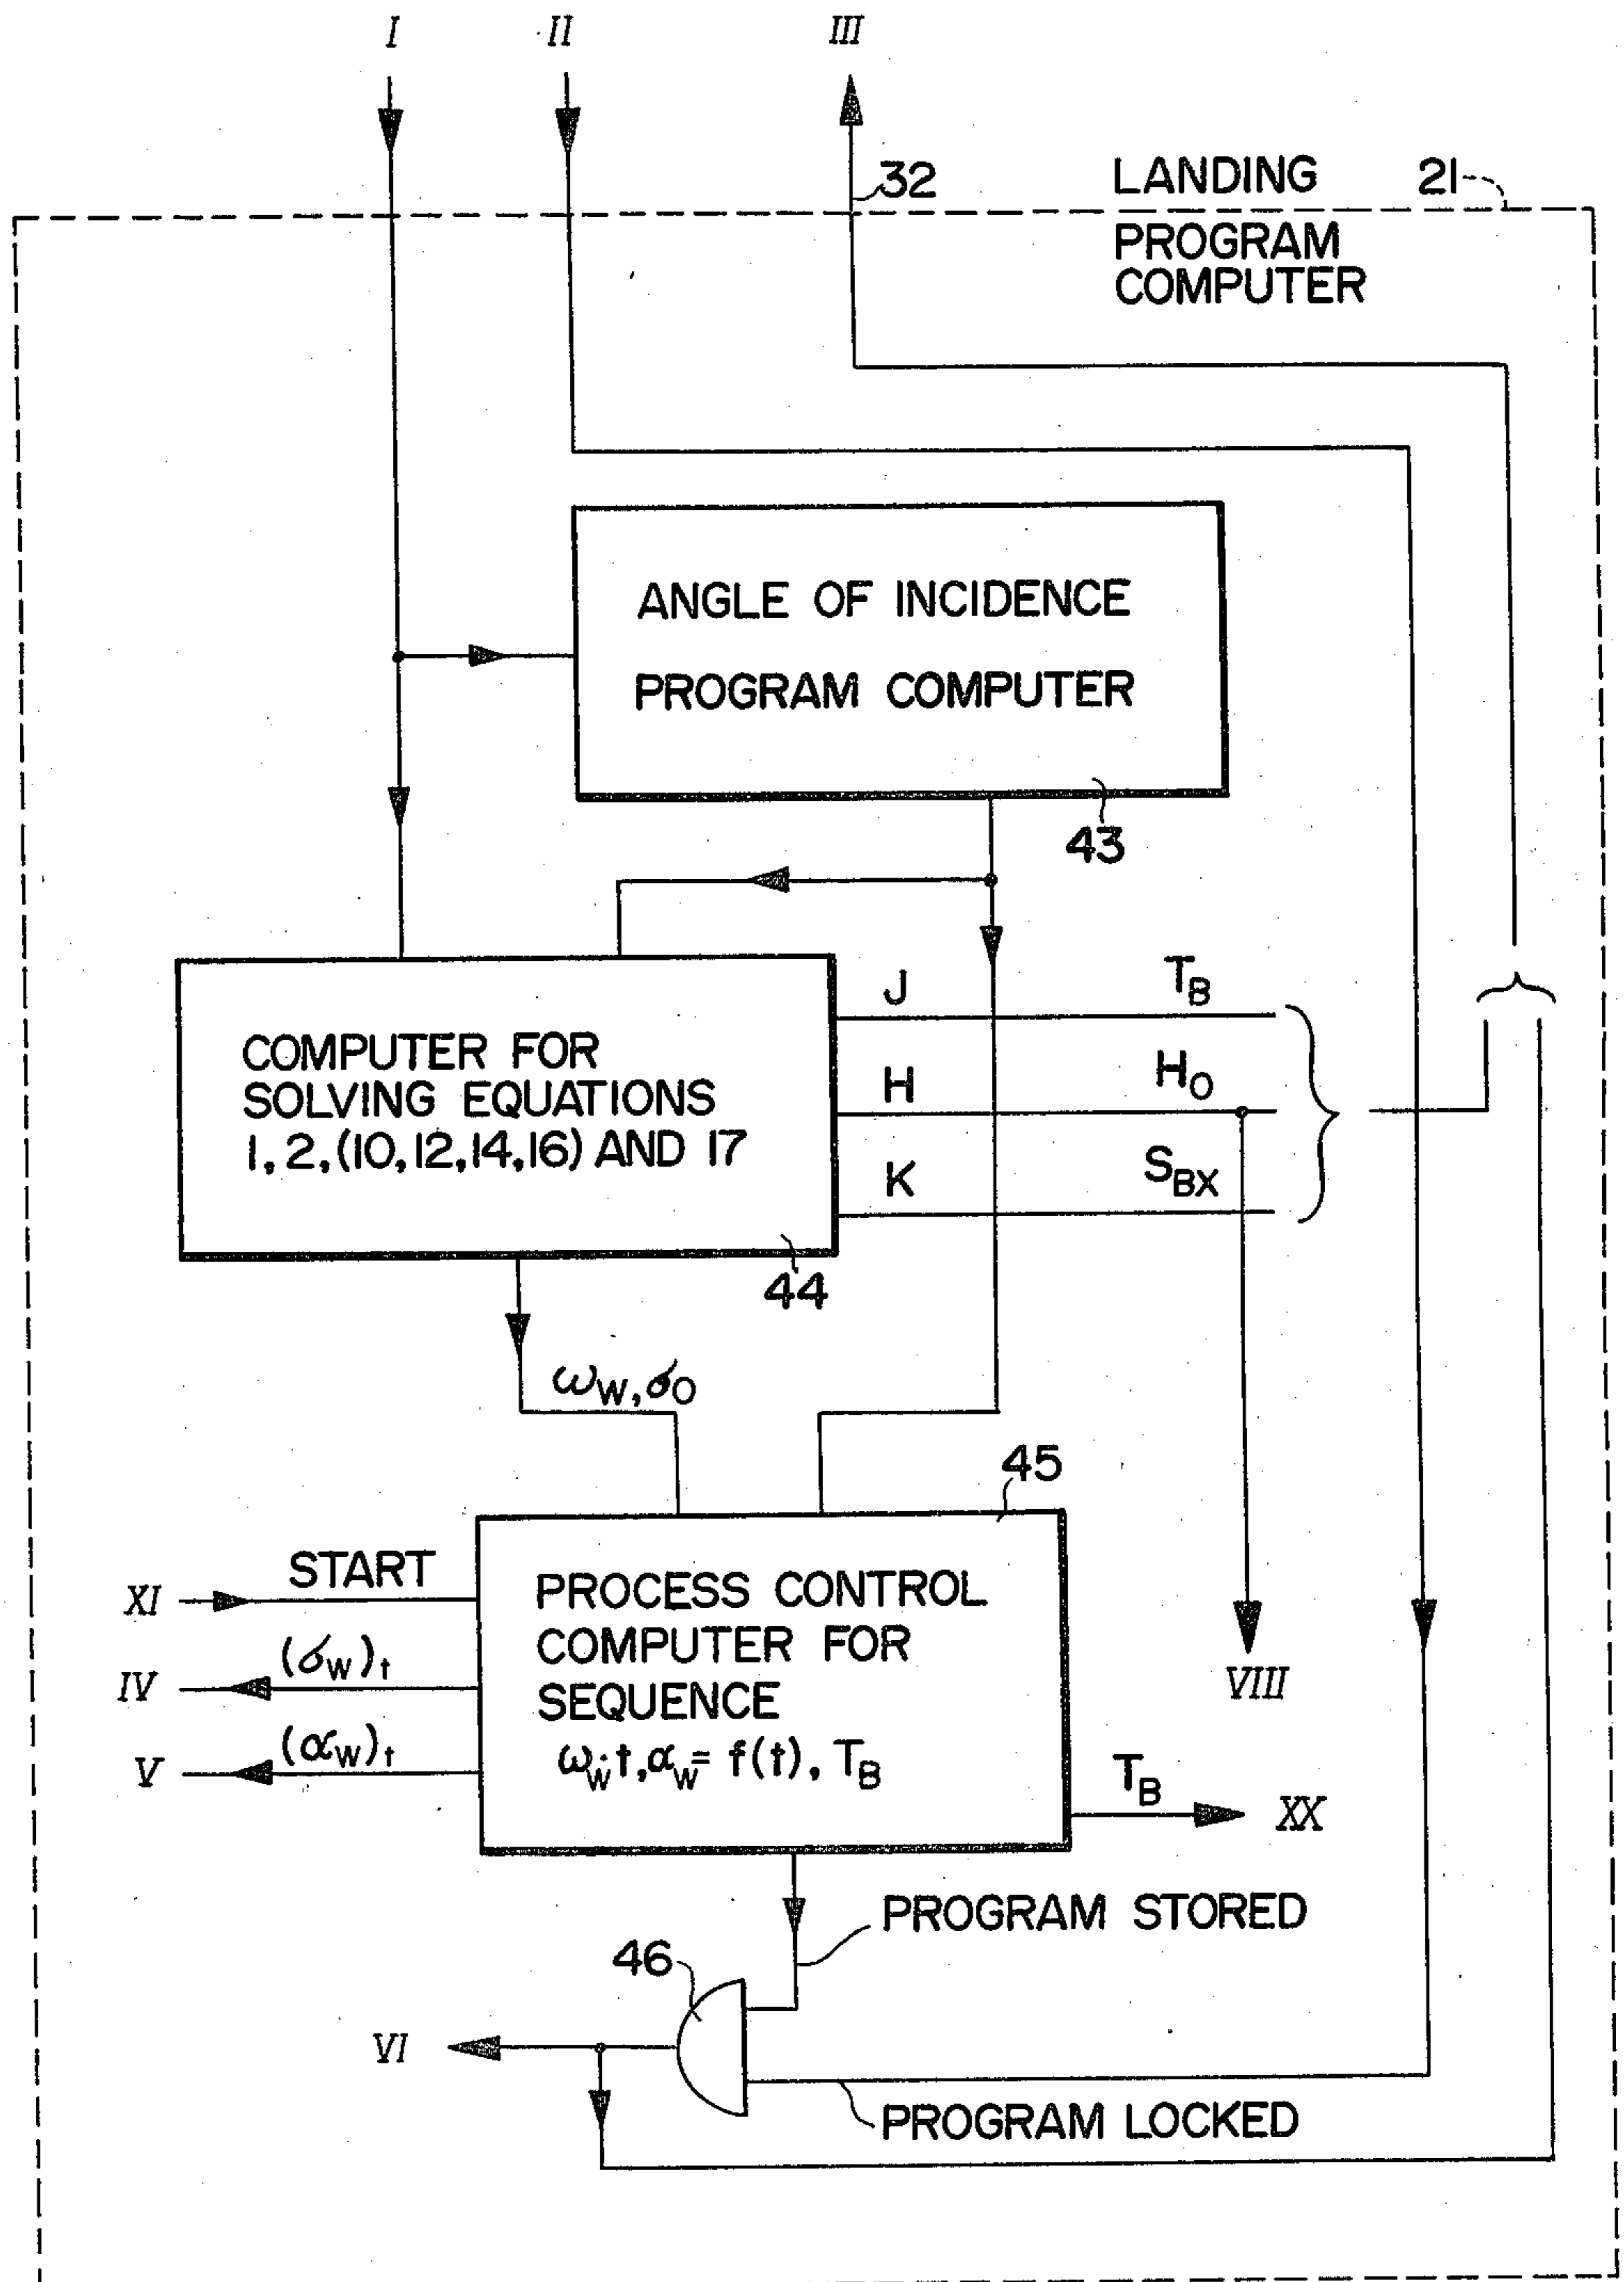 I II III
32
LANDING 21
PROGRAM
COMPUTER
ANGLE OF INCIDENCE
PROGRAM COMPUTER
43
J T_B
COMPUTER FOR
SOLVING EQUATIONS
1, 2, (10, 12, 14, 16) AND 17
H H_O
K S_BX
44
ω_W, σ_O
45
XI START
IV (σ_W)_t
V (α_W)_t
PROCESS CONTROL
COMPUTER FOR
SEQUENCE
ω_W·t, α_W = f(t), T_B
VIII
T_B XX
PROGRAM STORED
46
VI
PROGRAM LOCKED